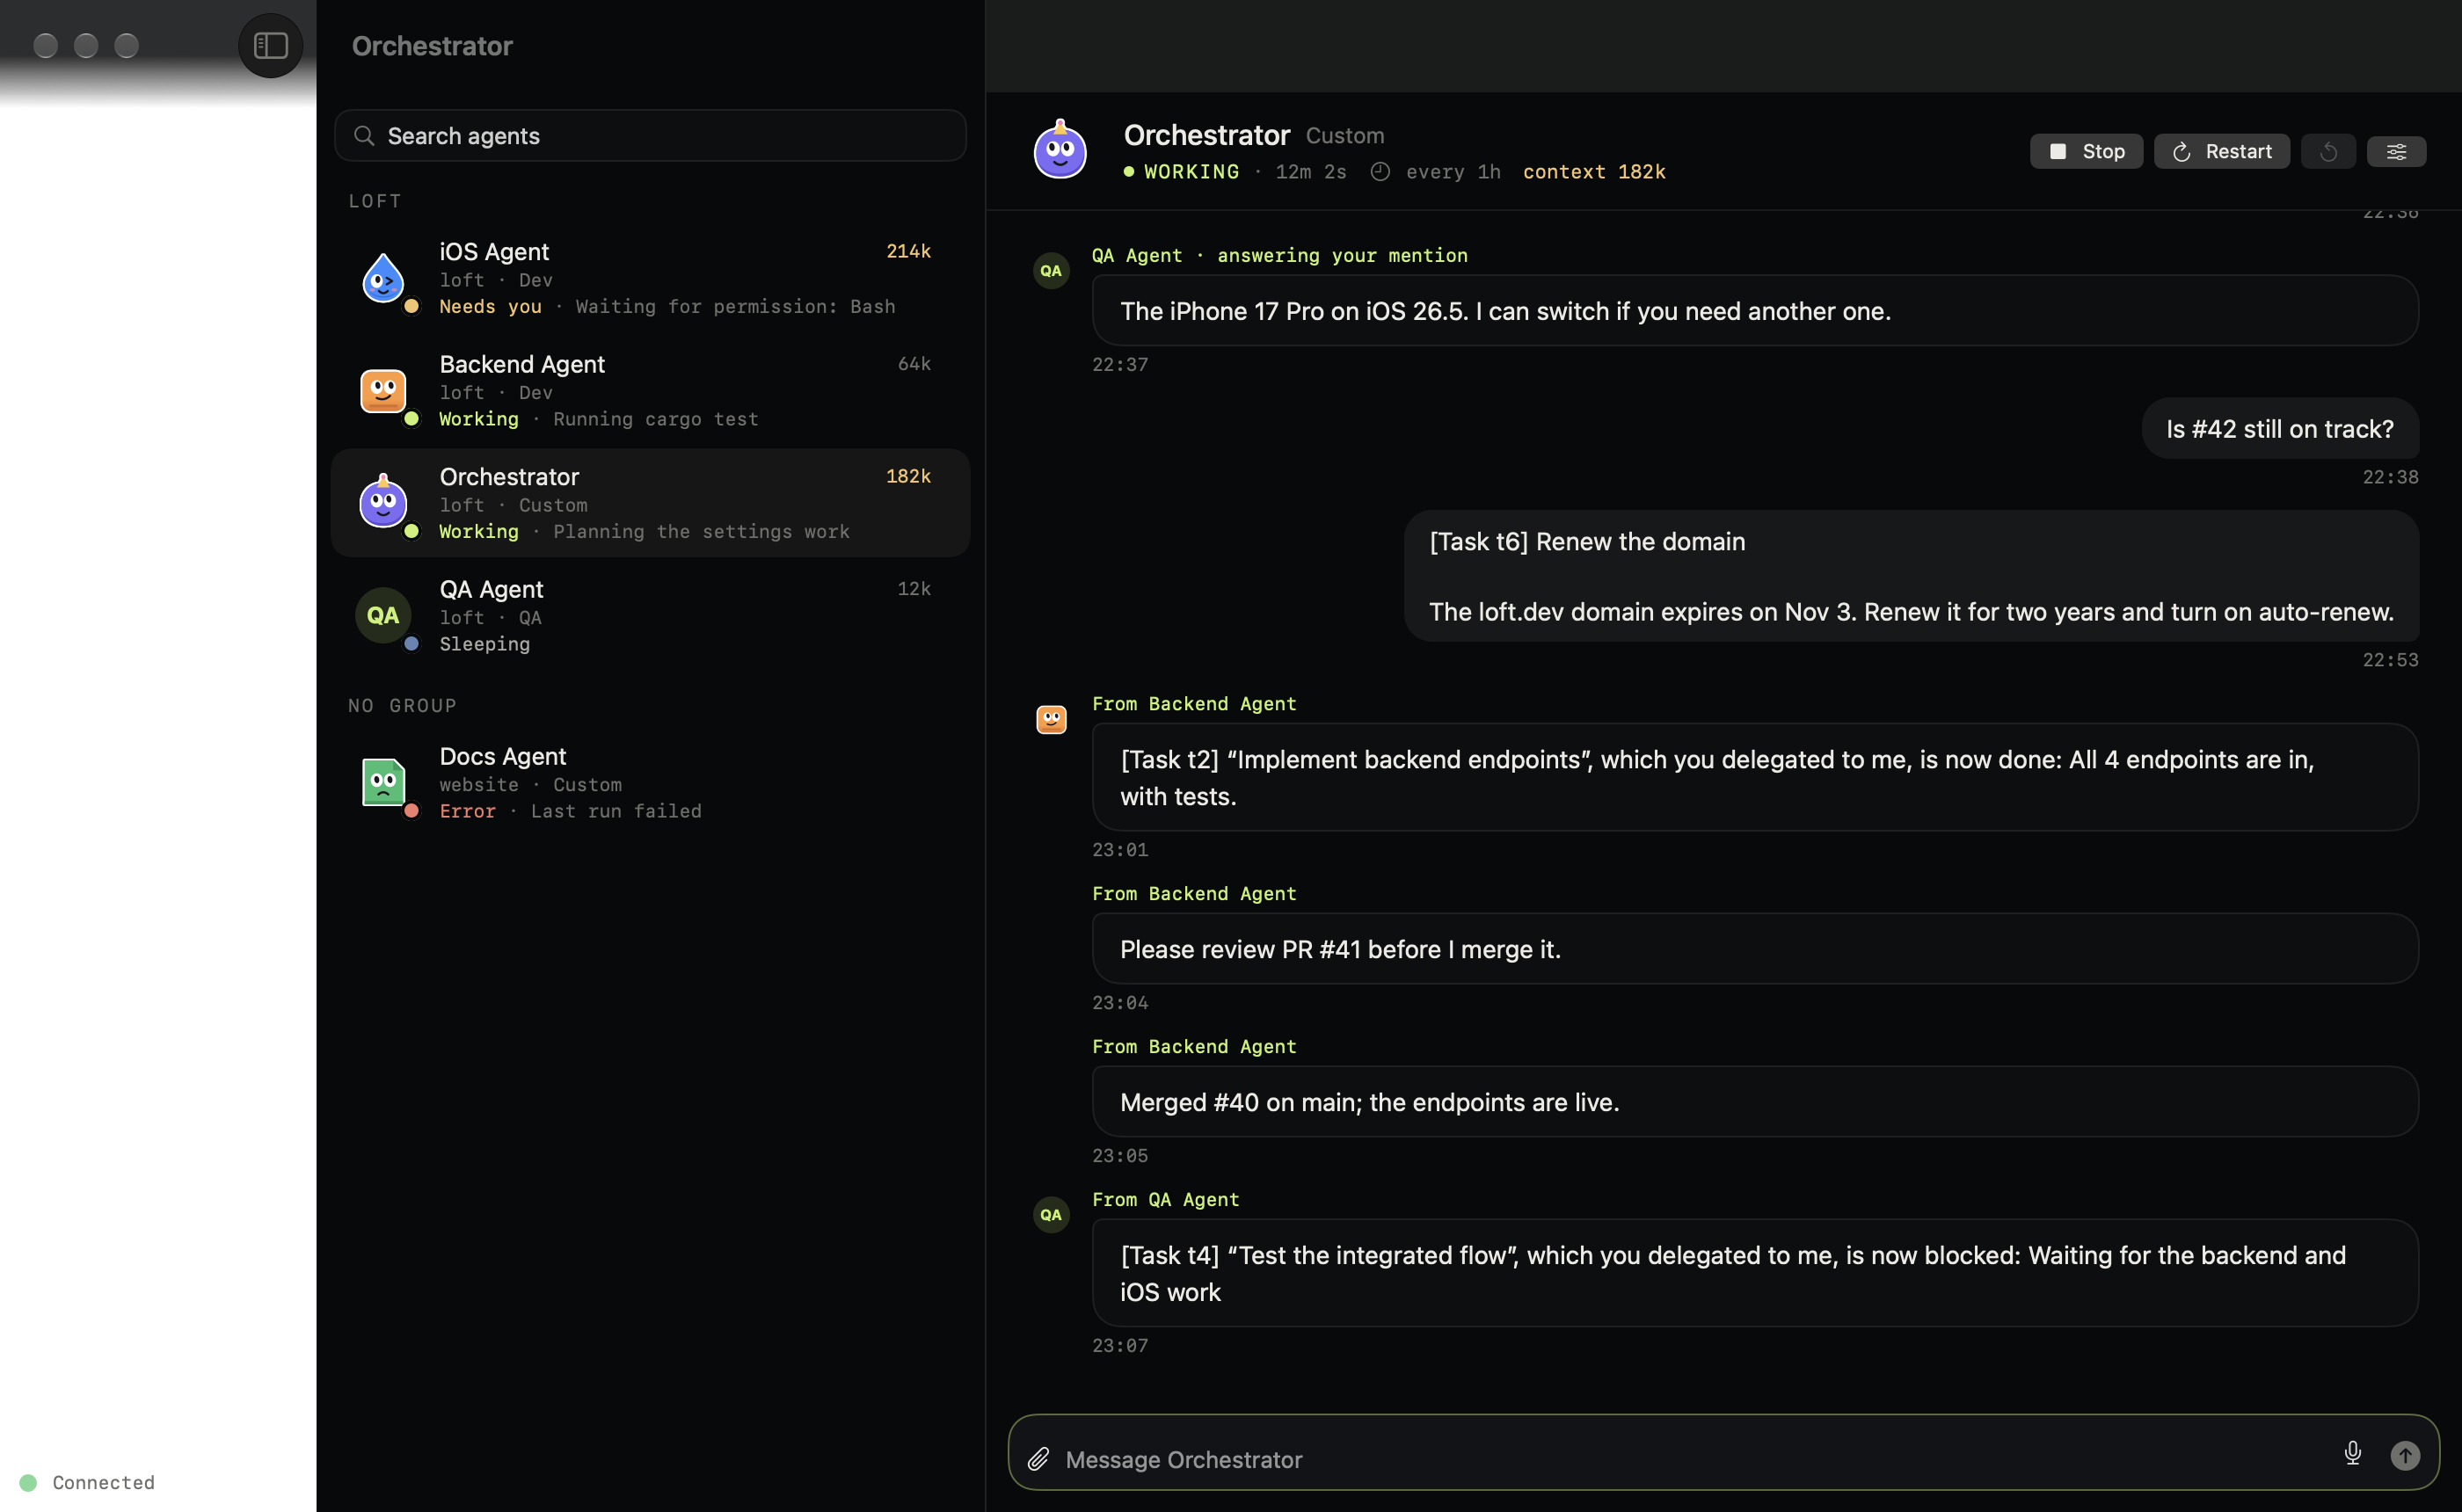 Orchestrator
Search agents
LOFT
iOS Agent
214k
loft · Dev
Needs you · Waiting for permission: Bash
Backend Agent
64k
loft · Dev
Working · Running cargo test
Orchestrator
182k
loft · Custom
Working · Planning the settings work
QA
QA Agent
12k
loft · QA
Sleeping
NO GROUP
Docs Agent
website · Custom
Error · Last run failed
Connected
Orchestrator Custom
WORKING · 12m 2s every 1h context 182k
Stop
Restart
QA
QA Agent · answering your mention
The iPhone 17 Pro on iOS 26.5. I can switch if you need another one.
22:37
Is #42 still on track?
22:38
[Task t6] Renew the domain
The loft.dev domain expires on Nov 3. Renew it for two years and turn on auto-renew.
22:53
From Backend Agent
[Task t2] “Implement backend endpoints”, which you delegated to me, is now done: All 4 endpoints are in,
with tests.
23:01
From Backend Agent
Please review PR #41 before I merge it.
23:04
From Backend Agent
Merged #40 on main; the endpoints are live.
23:05
QA
From QA Agent
[Task t4] “Test the integrated flow”, which you delegated to me, is now blocked: Waiting for the backend and
iOS work
23:07
Message Orchestrator